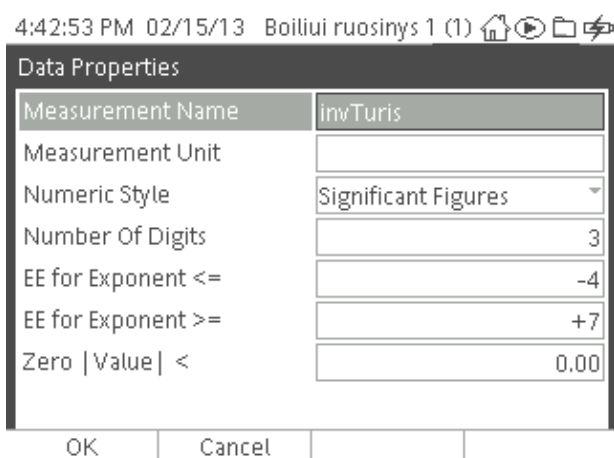 4:42:53 PM 02/15/13 Boiliui ruosinys 1 (1)
Data Properties
Measurement Name invTuris
Measurement Unit
Numeric Style Significant Figures
Number Of Digits 3
EE for Exponent <= -4
EE for Exponent >= +7
Zero |Value| < 0.00
OK Cancel